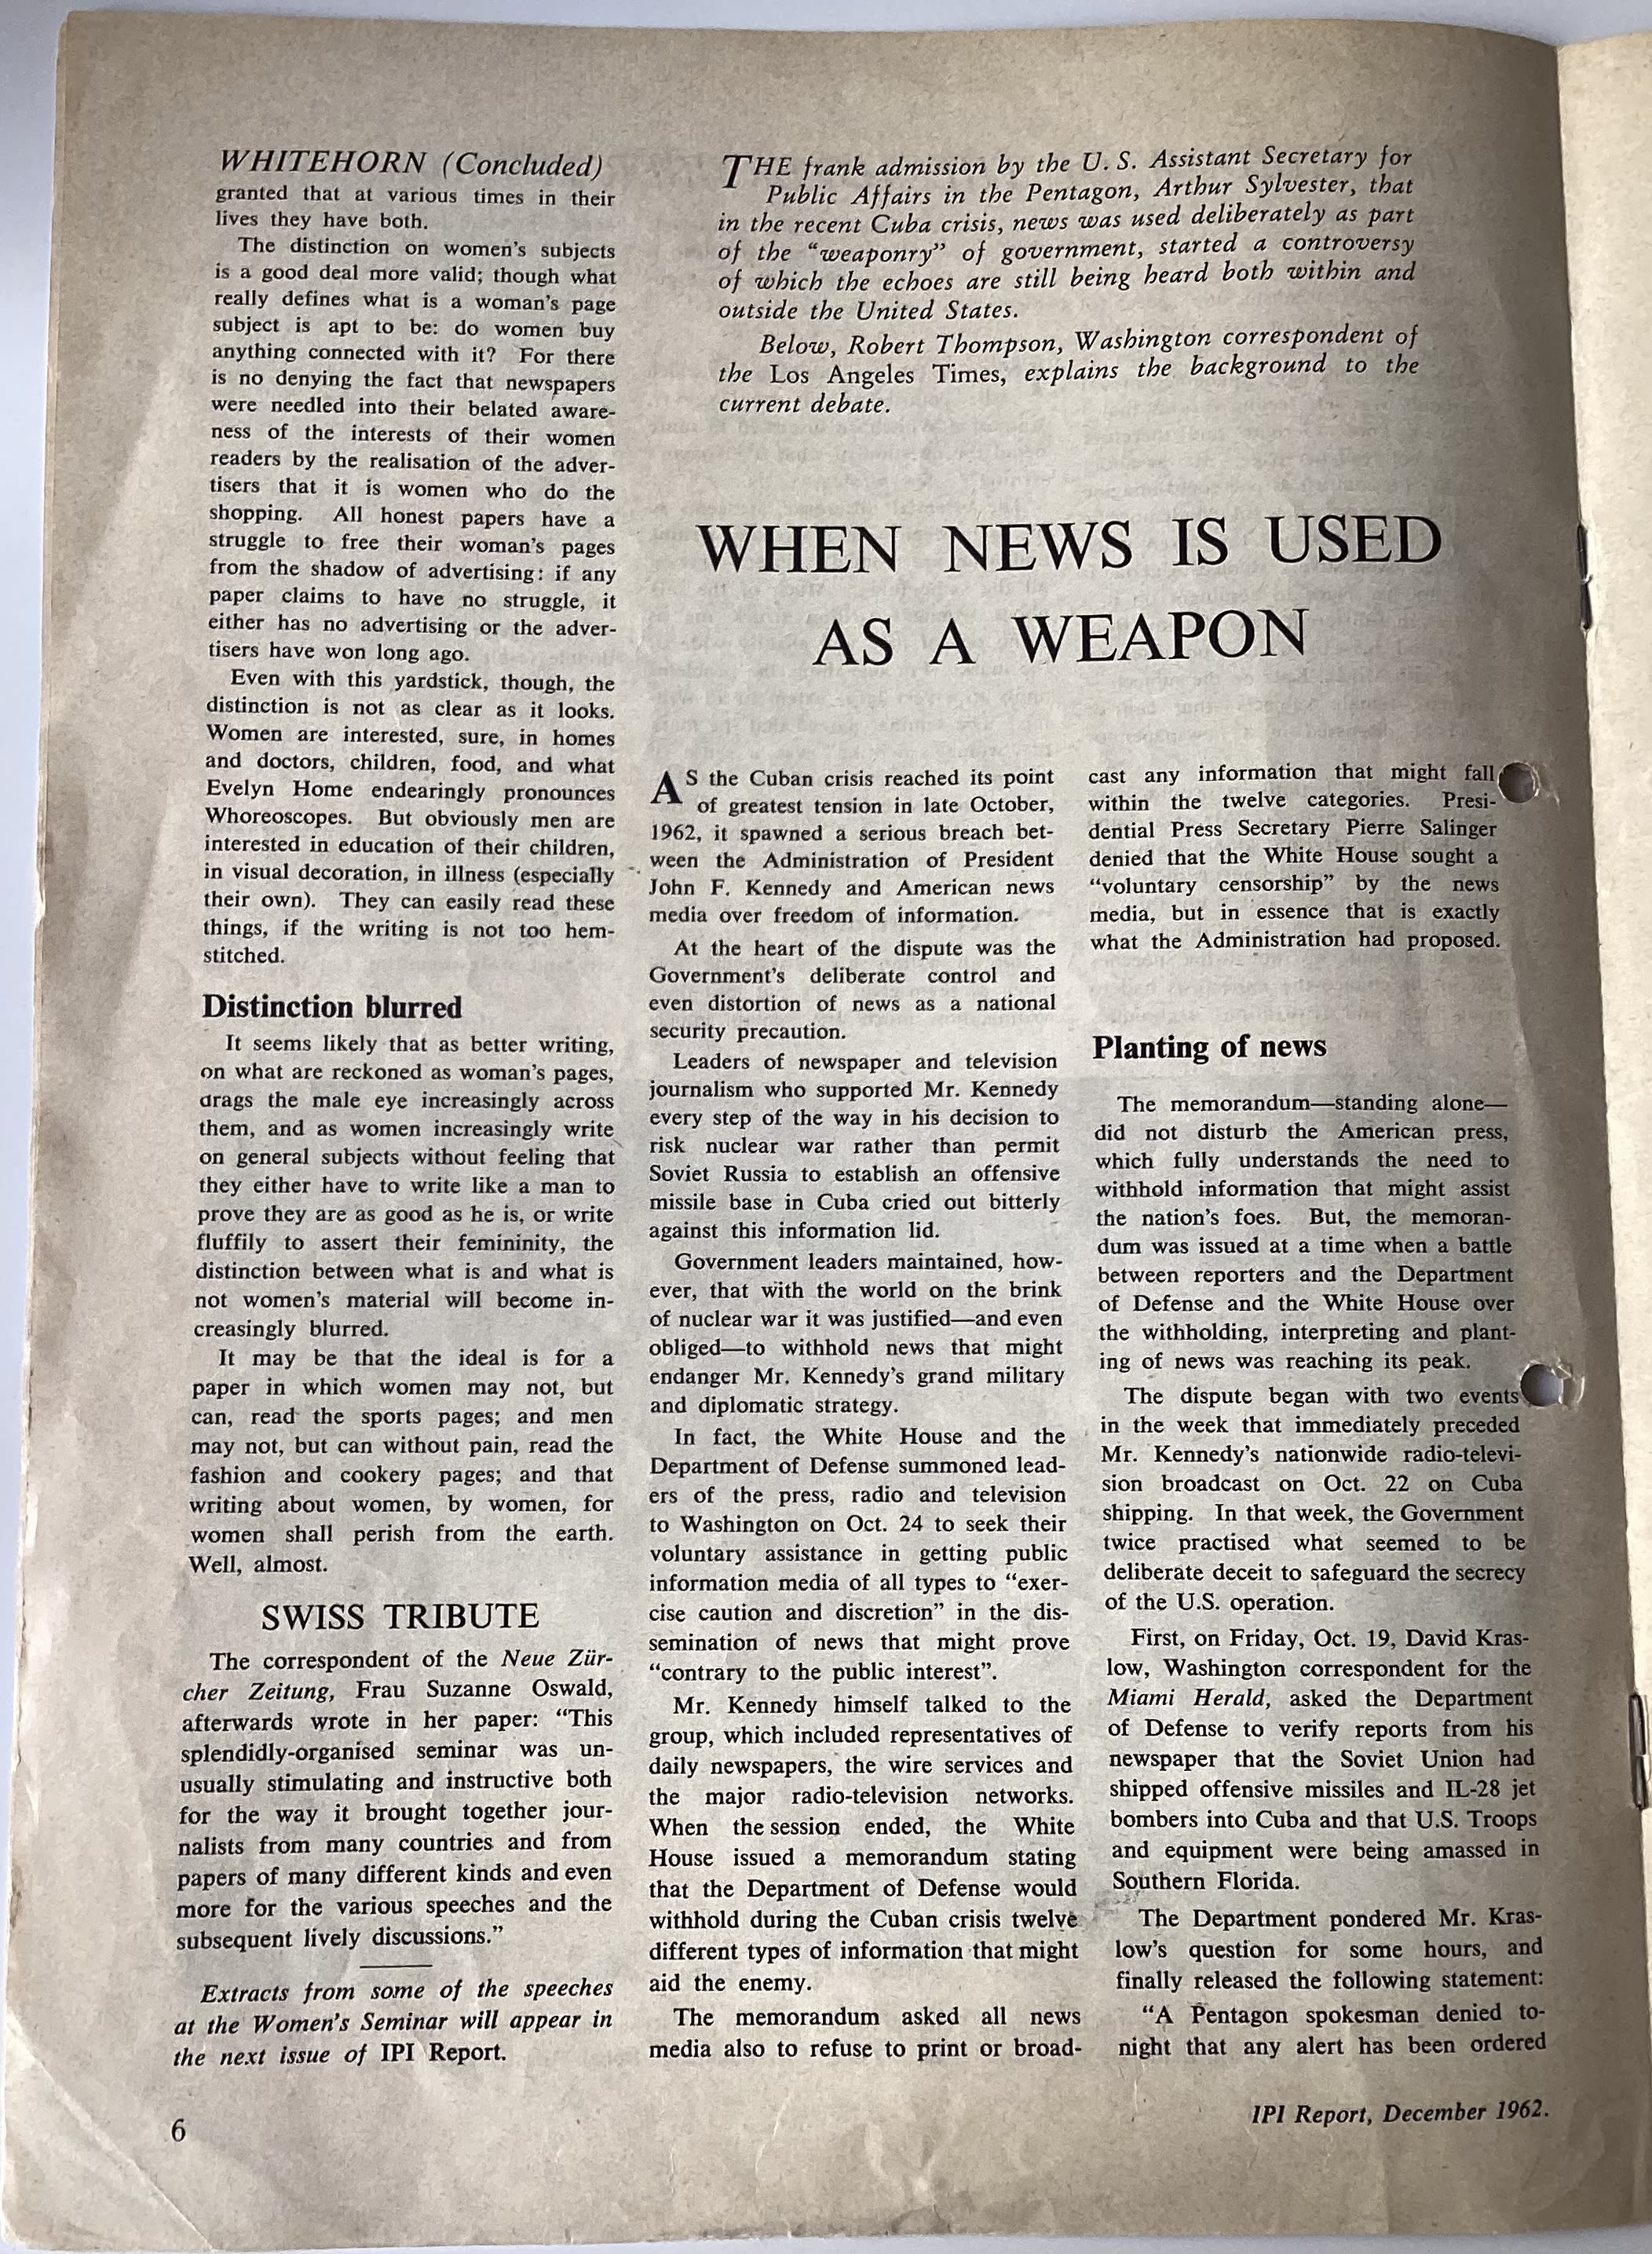 WHITEHORN (Concluded)
granted that at various times in their
lives they have both.
The distinction on women's subjects
is a good deal more valid; though what
really defines what is a woman's page
subject is apt to be: do women buy
anything connected with it? For there
is no denying the fact that newspapers
were needled into their belated aware-
ness of the interests of their women
readers by the realisation of the adver-
tisers that it is women who do the
shopping. All honest papers have a
struggle to free their woman's pages
from the shadow of advertising: if any
paper claims to have no struggle, it
either has no advertising or the adver-
tisers have won long ago.
Even with this yardstick, though, the
distinction is not as clear as it looks.
Women are interested, sure, in homes
and doctors, children, food, and what
Evelyn Home endearingly pronounces
Whoreoscopes. But obviously men are
interested in education of their children,
in visual decoration, in illness (especially
their own). They can easily read these
things, if the writing is not too hem-
stitched.
Distinction blurred
It seems likely that as better writing,
on what are reckoned as woman's pages,
drags the male eye increasingly across
them, and as women increasingly write
on general subjects without feeling that
they either have to write like a man to
prove they are as good as he is, or write
fluffily to assert their femininity, the
distinction between what is and what is
not women's material will become in-
creasingly blurred.
It may be that the ideal is for a
paper in which women may not, but
can, read the sports pages; and men
may not, but can without pain, read the
fashion and cookery pages; and that
writing about women, by women, for
women shall perish from the earth.
Well, almost.
SWISS TRIBUTE
The correspondent of the Neue Zür-
cher Zeitung, Frau Suzanne Oswald,
afterwards wrote in her paper: “This
splendidly-organised seminar was un-
usually stimulating and instructive both
for the way it brought together jour-
nalists from many countries and from
papers of many different kinds and even
more for the various speeches and the
subsequent lively discussions.”
Extracts from some of the speeches
at the Women's Seminar will appear in
the next issue of IPI Report.
THE frank admission by the U. S. Assistant Secretary for
Public Affairs in the Pentagon, Arthur Sylvester, that
in the recent Cuba crisis, news was used deliberately as part
of the “weaponry” of government, started a controversy
of which the echoes are still being heard both within and
outside the United States.
Below, Robert Thompson, Washington correspondent of
the Los Angeles Times, explains the background to the
current debate.
WHEN NEWS IS USED
AS A WEAPON
AS the Cuban crisis reached its point
of greatest tension in late October,
1962, it spawned a serious breach bet-
ween the Administration of President
John F. Kennedy and American news
media over freedom of information.
At the heart of the dispute was the
Government's deliberate control and
even distortion of news as a national
security precaution.
Leaders of newspaper and television
journalism who supported Mr. Kennedy
every step of the way in his decision to
risk nuclear war rather than permit
Soviet Russia to establish an offensive
missile base in Cuba cried out bitterly
against this information lid.
Government leaders maintained, how-
ever, that with the world on the brink
of nuclear war it was justified—and even
obliged—to withhold news that might
endanger Mr. Kennedy's grand military
and diplomatic strategy.
In fact, the White House and the
Department of Defense summoned lead-
ers of the press, radio and television
to Washington on Oct. 24 to seek their
voluntary assistance in getting public
information media of all types to “exer-
cise caution and discretion” in the dis-
semination of news that might prove
“contrary to the public interest”.
Mr. Kennedy himself talked to the
group, which included representatives of
daily newspapers, the wire services and
the major radio-television networks.
When the session ended, the White
House issued a memorandum stating
that the Department of Defense would
withhold during the Cuban crisis twelve
different types of information that might
aid the enemy.
The memorandum asked all news
media also to refuse to print or broad-
cast any information that might fall
within the twelve categories. Presi-
dential Press Secretary Pierre Salinger
denied that the White House sought a
“voluntary censorship” by the news
media, but in essence that is exactly
what the Administration had proposed.
Planting of news
The memorandum—standing alone—
did not disturb the American press,
which fully understands the need to
withhold information that might assist
the nation's foes. But, the memoran-
dum was issued at a time when a battle
between reporters and the Department
of Defense and the White House over
the withholding, interpreting and plant-
ing of news was reaching its peak.
The dispute began with two events
in the week that immediately preceded
Mr. Kennedy's nationwide radio-televi-
sion broadcast on Oct. 22 on Cuba
shipping. In that week, the Government
twice practised what seemed to be
deliberate deceit to safeguard the secrecy
of the U.S. operation.
First, on Friday, Oct. 19, David Kras-
low, Washington correspondent for the
Miami Herald, asked the Department
of Defense to verify reports from his
newspaper that the Soviet Union had
shipped offensive missiles and IL-28 jet
bombers into Cuba and that U.S. Troops
and equipment were being amassed in
Southern Florida.
The Department pondered Mr. Kras-
low's question for some hours, and
finally released the following statement:
“A Pentagon spokesman denied to-
night that any alert has been ordered
6
IPI Report, December 1962.